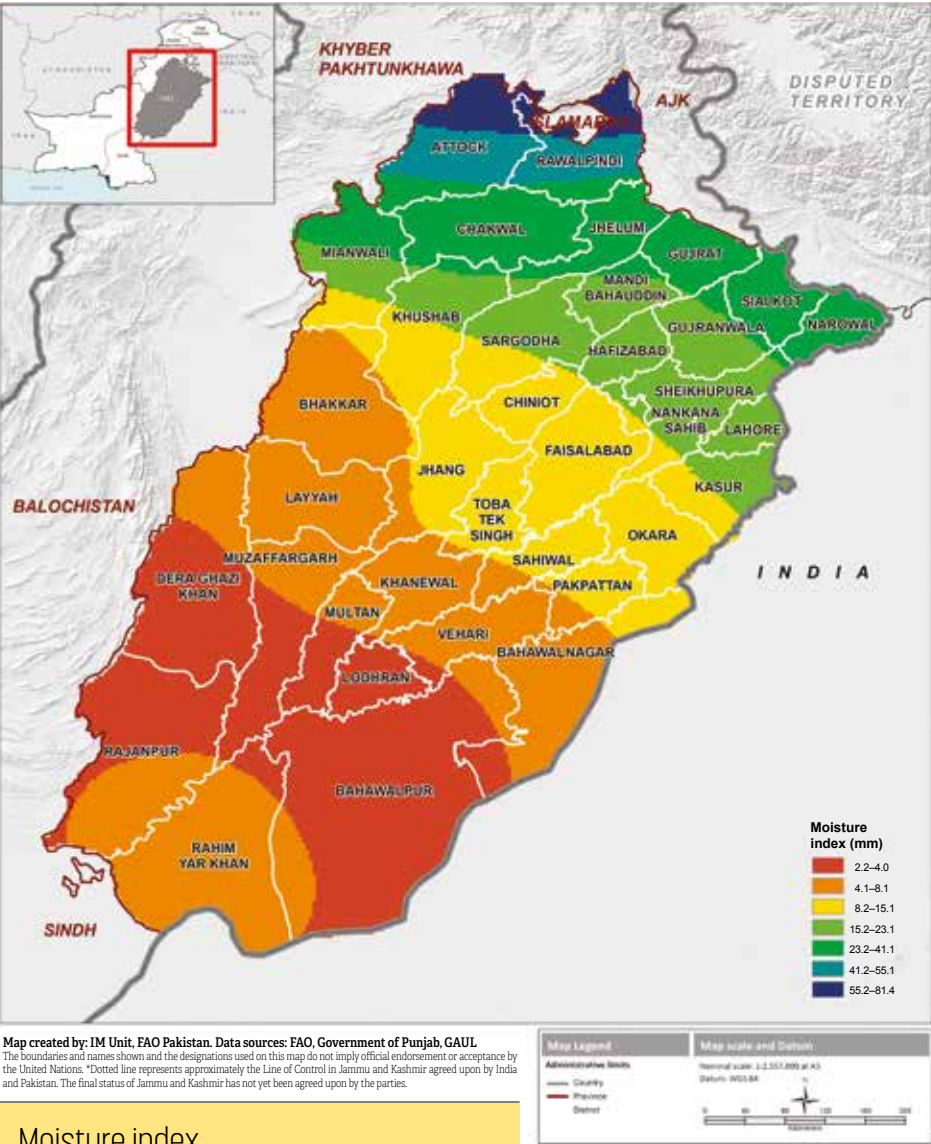 KHYBER
PAKHTUNKHAWA
AJK
DISPUTED
TERRITORY
ISLAMABAD
ATTOCK
RAWALPINDI
CHAKWAL
JHELUM
MIANWALI
GUJRAT
MANDI
BAHAUDDIN
SIALKOT
KHUSHAB
GUJRANWALA
NAROWAL
SARGODHA
HAFIZABAD
SHEIKHUPURA
BHAKKAR
CHINIOT
NANKANA
SAHIB
LAHORE
FAISALABAD
JHANG
KASUR
LAYYAH
BALOCHISTAN
TOBA
TEK
SINGH
OKARA
MUZAFFARGARH
SAHIWAL
DERA GHAZI
KHAN
KHANEWAL
PAKPATTAN
INDIA
MULTAN
VEHARI
BAHAWALNAGAR
LODHRAN
RAJANPUR
BAHAWALPUR
RAHIM
YAR KHAN
SINDH
Moisture
index (mm)
2.2–4.0
4.1–8.1
8.2–15.1
15.2–23.1
23.2–41.1
41.2–55.1
55.2–81.4
Map created by: IM Unit, FAO Pakistan. Data sources: FAO, Government of Punjab, GAUL
The boundaries and names shown and the designations used on this map do not imply official endorsement or acceptance by
the United Nations. *Dotted line represents approximately the Line of Control in Jammu and Kashmir agreed upon by India
and Pakistan. The final status of Jammu and Kashmir has not yet been agreed upon by the parties.
Map Legend
Administrative limits
Country
Province
District
Map scale and Datum
Datum: WGS 84
Moisture index